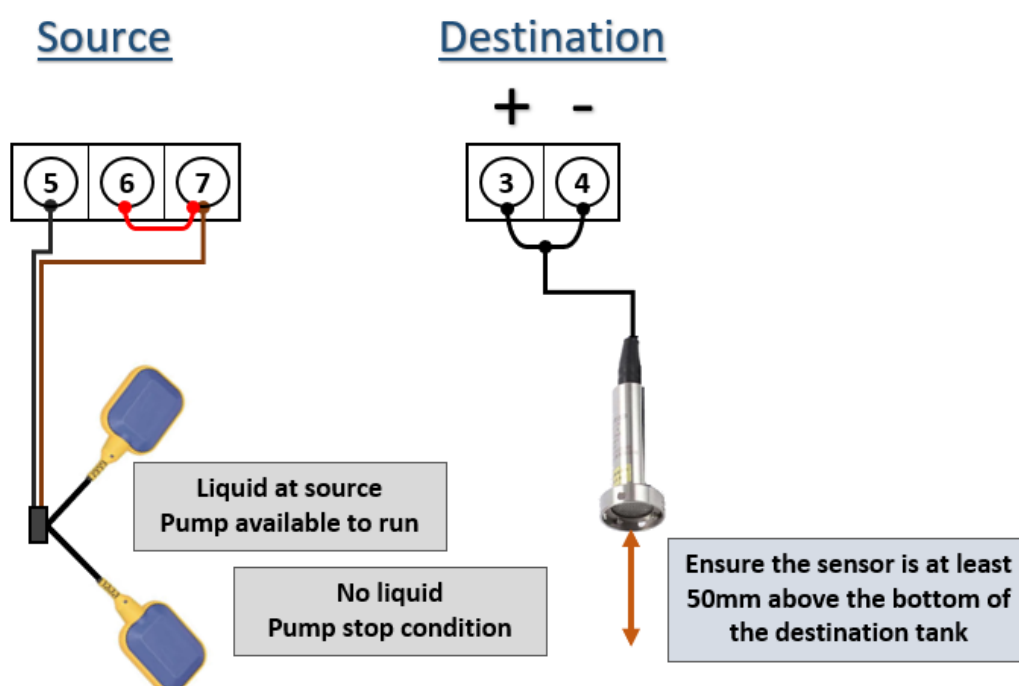 Source
Destination
+ -
5 6 7
3 4
Liquid at source
Pump available to run
No liquid
Pump stop condition
Ensure the sensor is at least
50mm above the bottom of
the destination tank